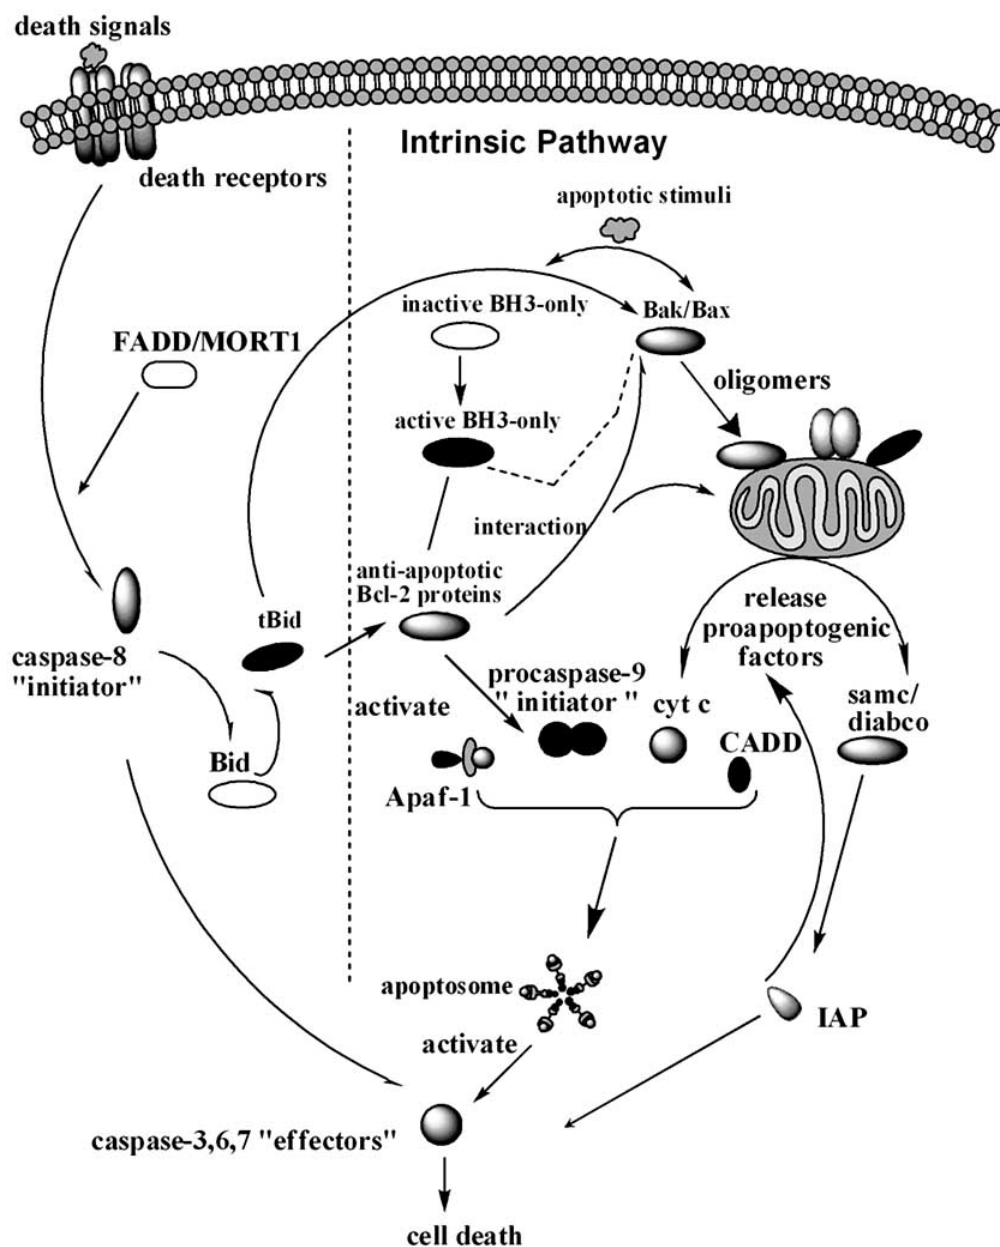 death signals
Intrinsic Pathway
death receptors
apoptotic stimuli
inactive BH3-only
Bak/Bax
FADD/MORT1
oligomers
active BH3-only
interaction
anti-apoptotic
Bcl-2 proteins
release
proapoptogenic
factors
tBid
caspase-8
"initiator"
procaspase-9
" initiator "
cyt c
samc/
diabco
activate
CADD
Bid
Apaf-1
apoptosome
IAP
activate
caspase-3,6,7 "effectors"
cell death